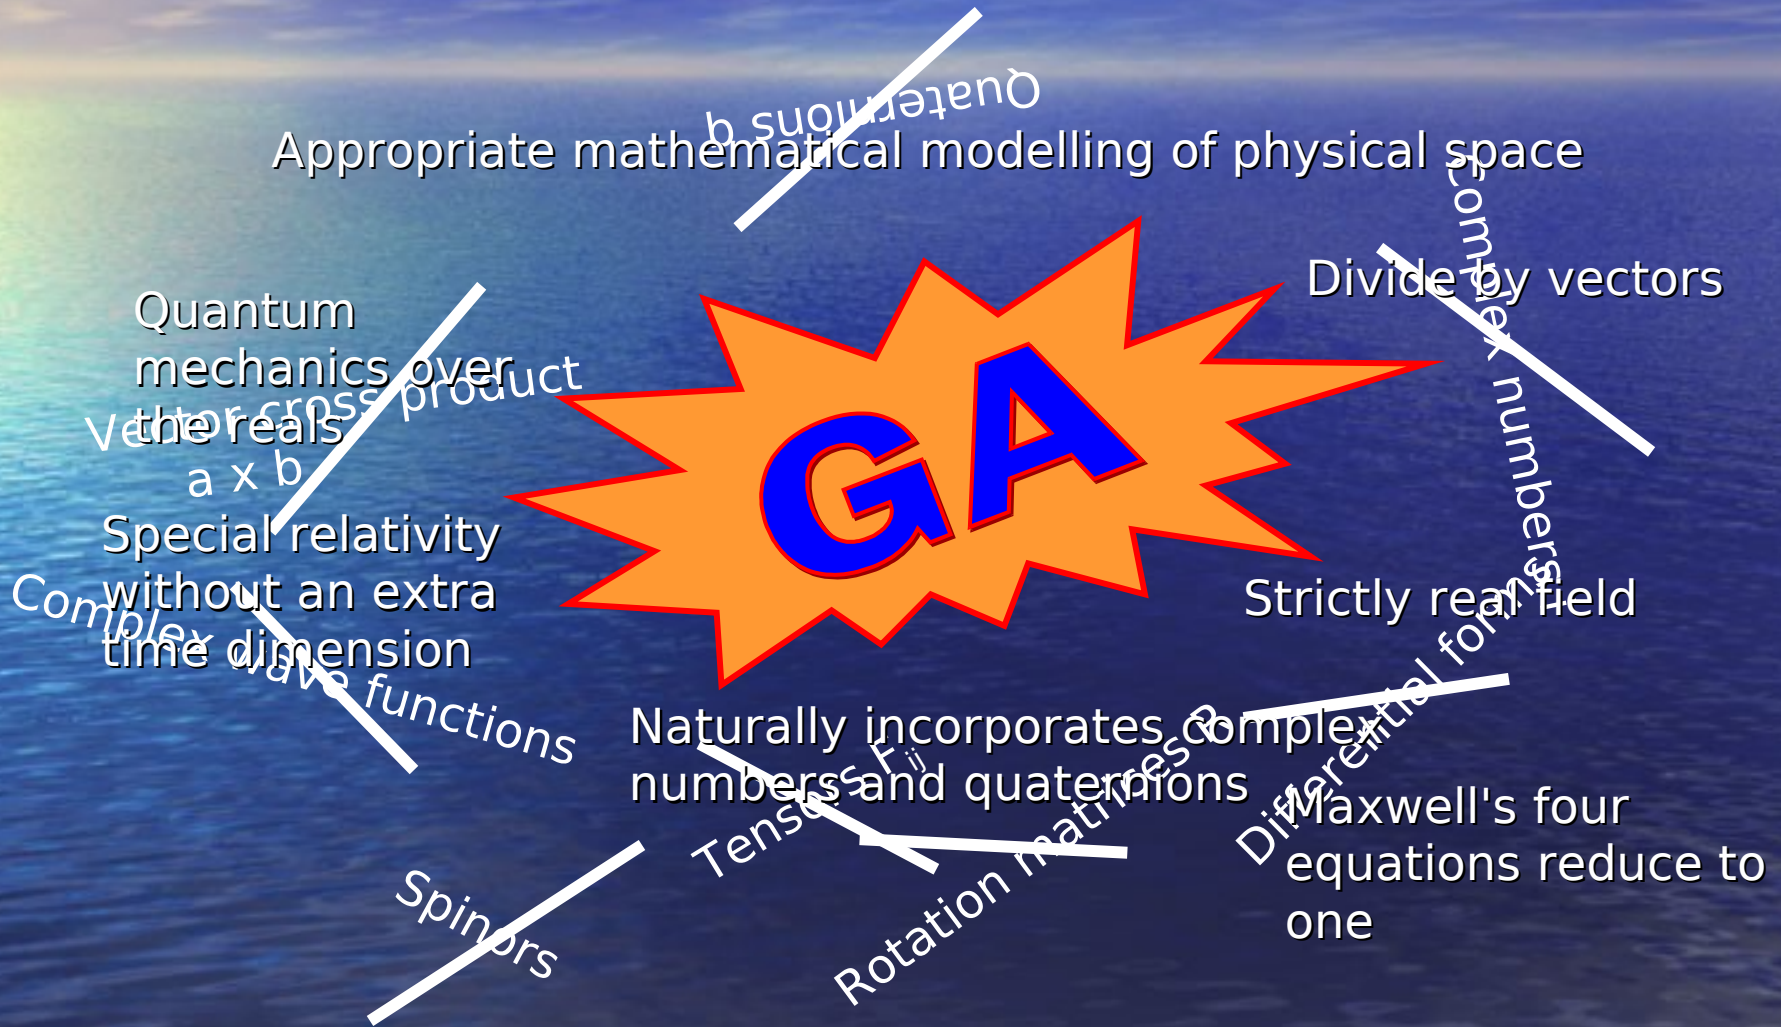 Quaternions q
Appropriate mathematical modelling of physical space
Complex numbers
Divide by vectors
Quantum
mechanics over
the reals
Vector cross product
a x b
GA
Special relativity
without an extra
time dimension
Complex wave functions
Strictly real field
Differential forms
Naturally incorporates complex
numbers and quaternions
Tensors Fij
Rotation matrices R
Maxwell's four
equations reduce to
one
Spinors